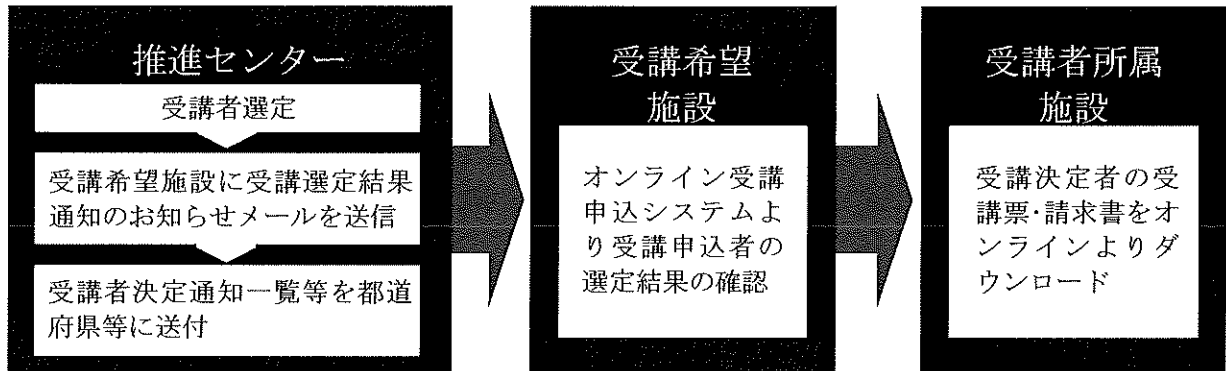 推進センター
受講者選定
受講希望施設に受講選定結果
通知のお知らせメールを送信
受講者決定通知一覧等を都道
府県等に送付
受講希望
施設
オンライン受講
申込システムよ
り受講申込者の
選定結果の確認
受講者所属
施設
受講決定者の受
講票・請求書をオ
ンラインよりダ
ウンロード